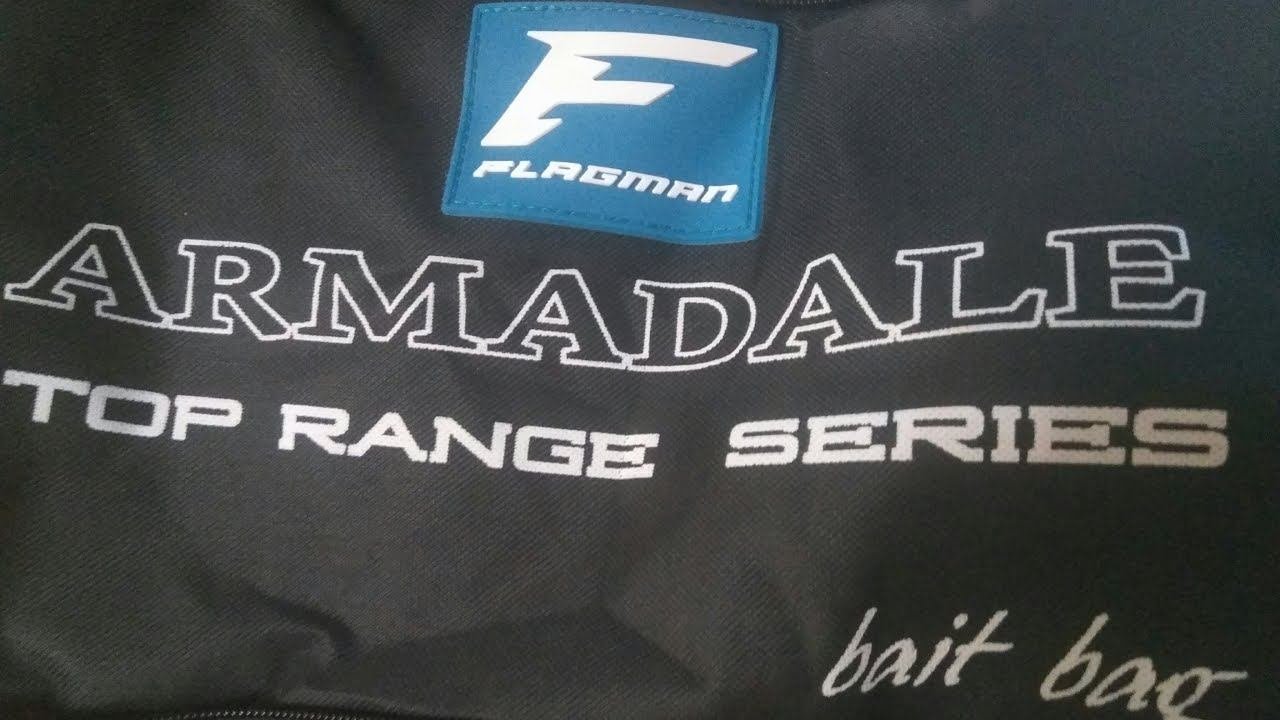 F
FLAGMAN
ARMADALE
TOP RANGE SERIES
bait bag